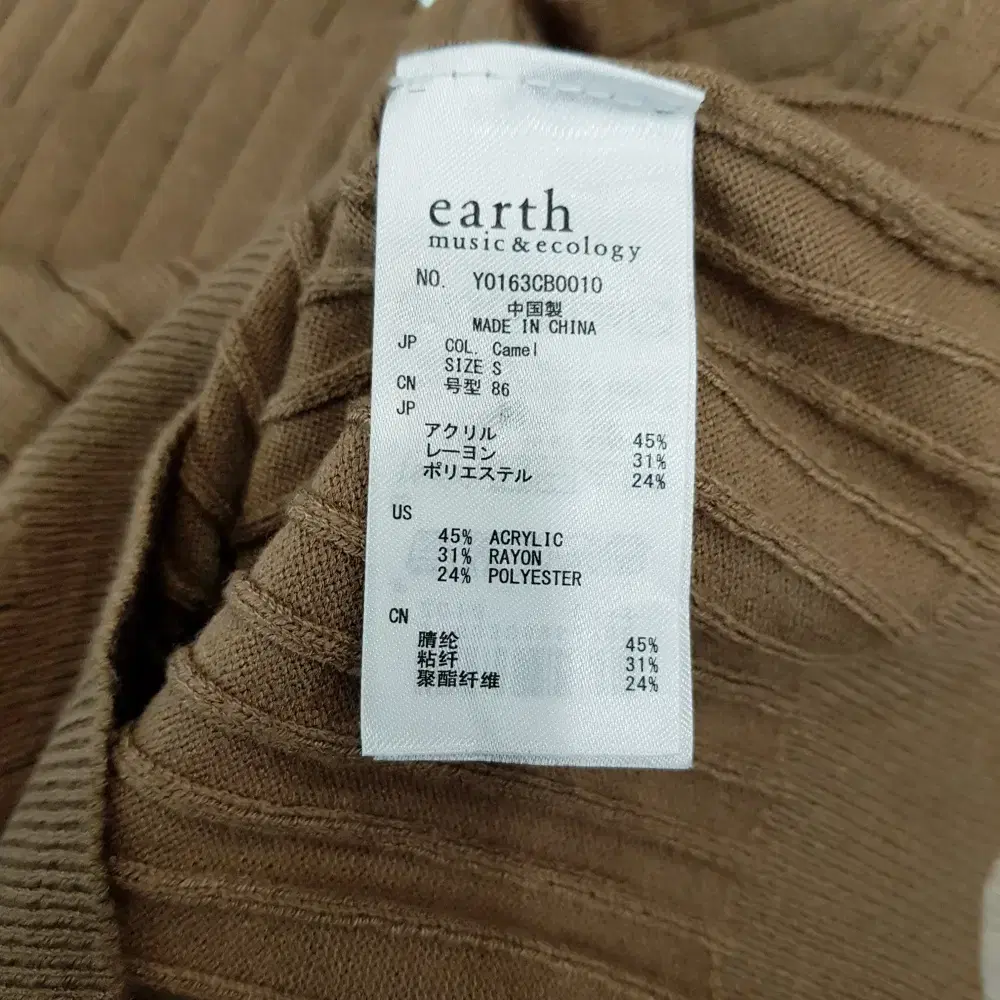 earth
music & ecology
NO. Y0163CB0010
中国製
MADE IN CHINA
JP COL. Camel
SIZE S
CN 号型 86
JP
アクリル 45%
レーヨン 31%
ポリエステル 24%
US
45% ACRYLIC
31% RAYON
24% POLYESTER
CN
腈纶 45%
粘纤 31%
聚酯纤维 24%